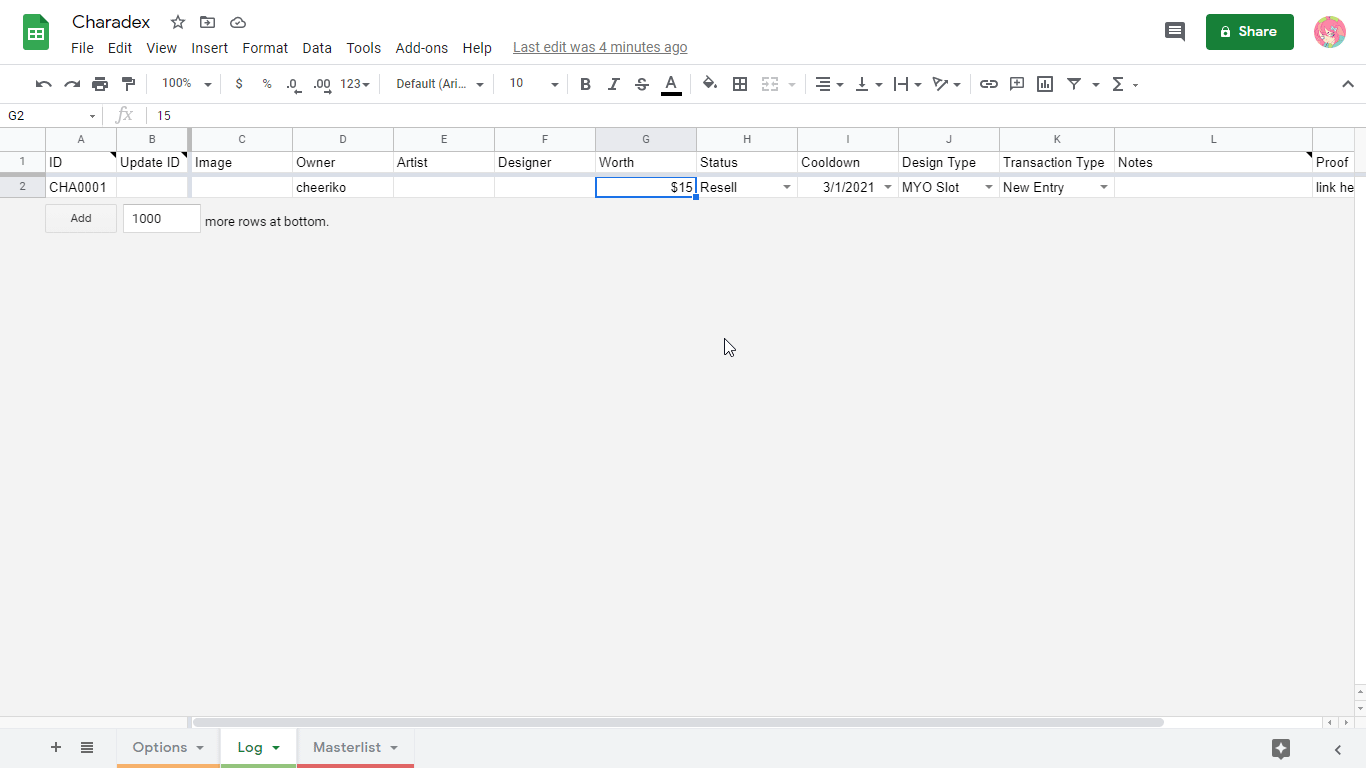 Charadex
File Edit View Insert Format Data Tools Add-ons Help Last edit was 4 minutes ago
Share
100% $ % .0 .00 123 Default (Ari... 10 B I S A
G2 fx 15
A B C D E F G H I J K L
1 ID Update ID Image Owner Artist Designer Worth Status Cooldown Design Type Transaction Type Notes Proof
2 CHA0001 cheeriko $15 Resell 3/1/2021 MYO Slot New Entry link he
Add 1000 more rows at bottom.
Options Log Masterlist